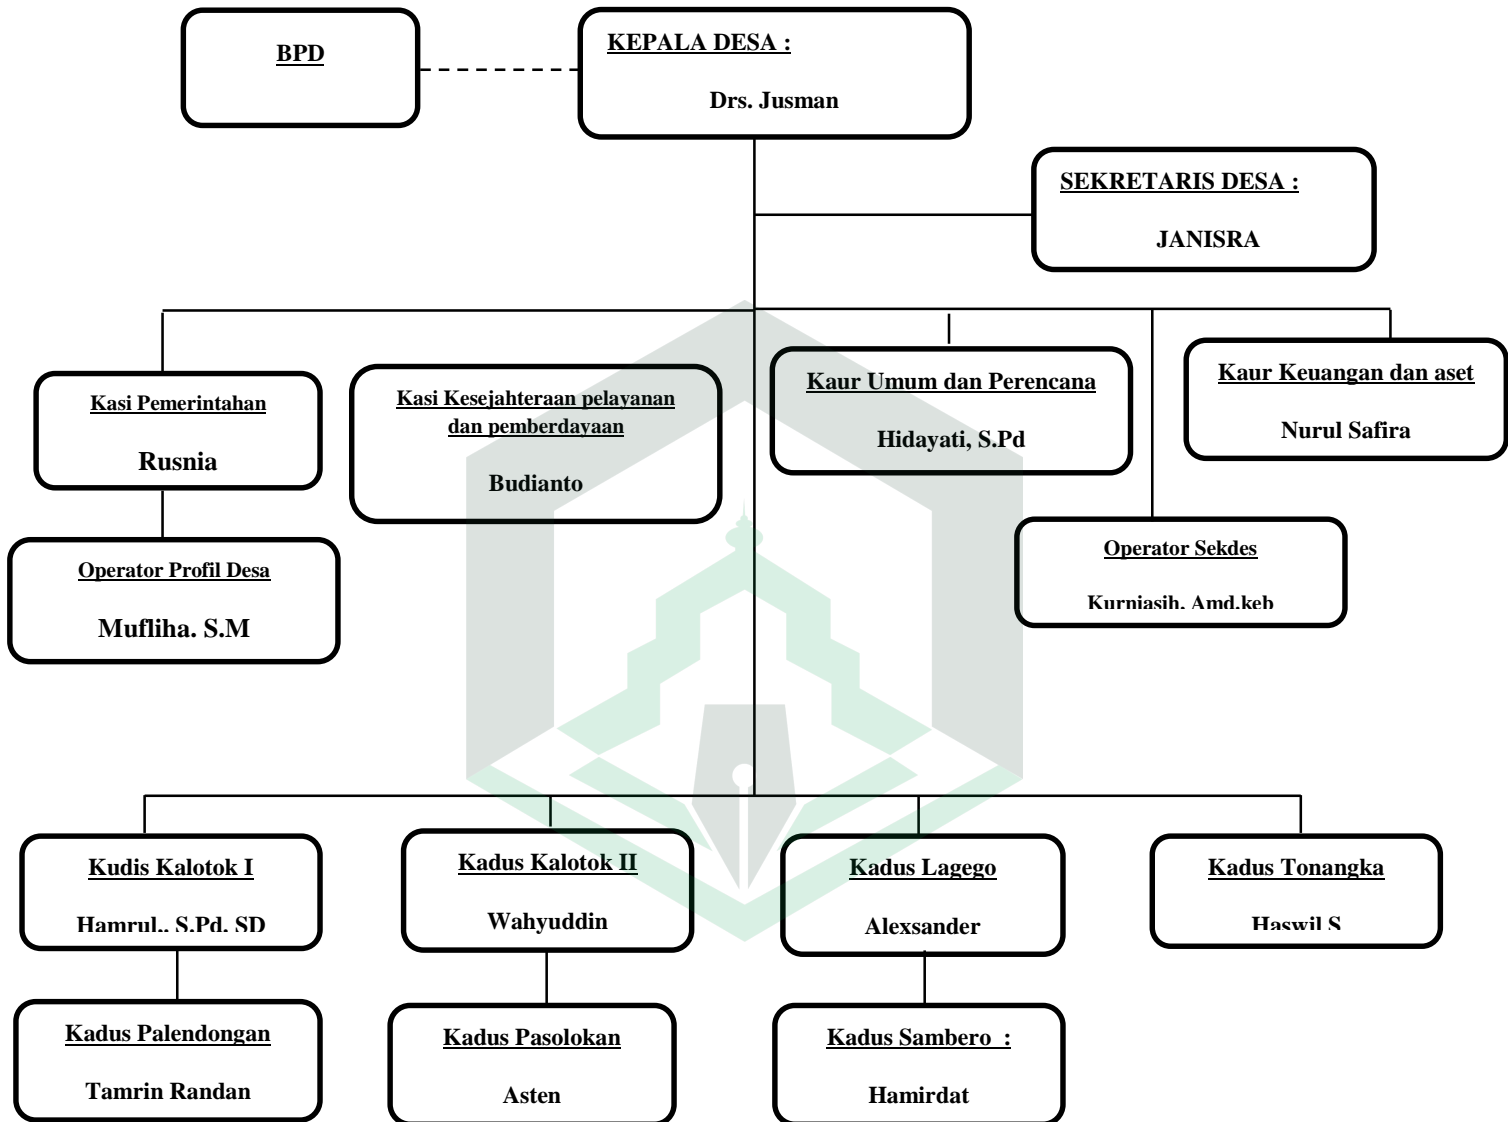 BPD
KEPALA DESA :
Drs. Jusman
SEKRETARIS DESA :
JANISRA
Kasi Pemerintahan
Rusnia
Kasi Kesejahteraan pelayanan
dan pemberdayaan
Budianto
Kaur Umum dan Perencana
Hidayati, S.Pd
Kaur Keuangan dan aset
Nurul Safira
Operator Profil Desa
Mufliha. S.M
Operator Sekdes
Kurniasih, Amd.keb
Kudis Kalotok I
Hamrul., S.Pd. SD
Kadus Kalotok II
Wahyuddin
Kadus Lagego
Alexsander
Kadus Tonangka
Haswil S
Kadus Palendongan
Tamrin Randan
Kadus Pasolokan
Asten
Kadus Sambero :
Hamirdat